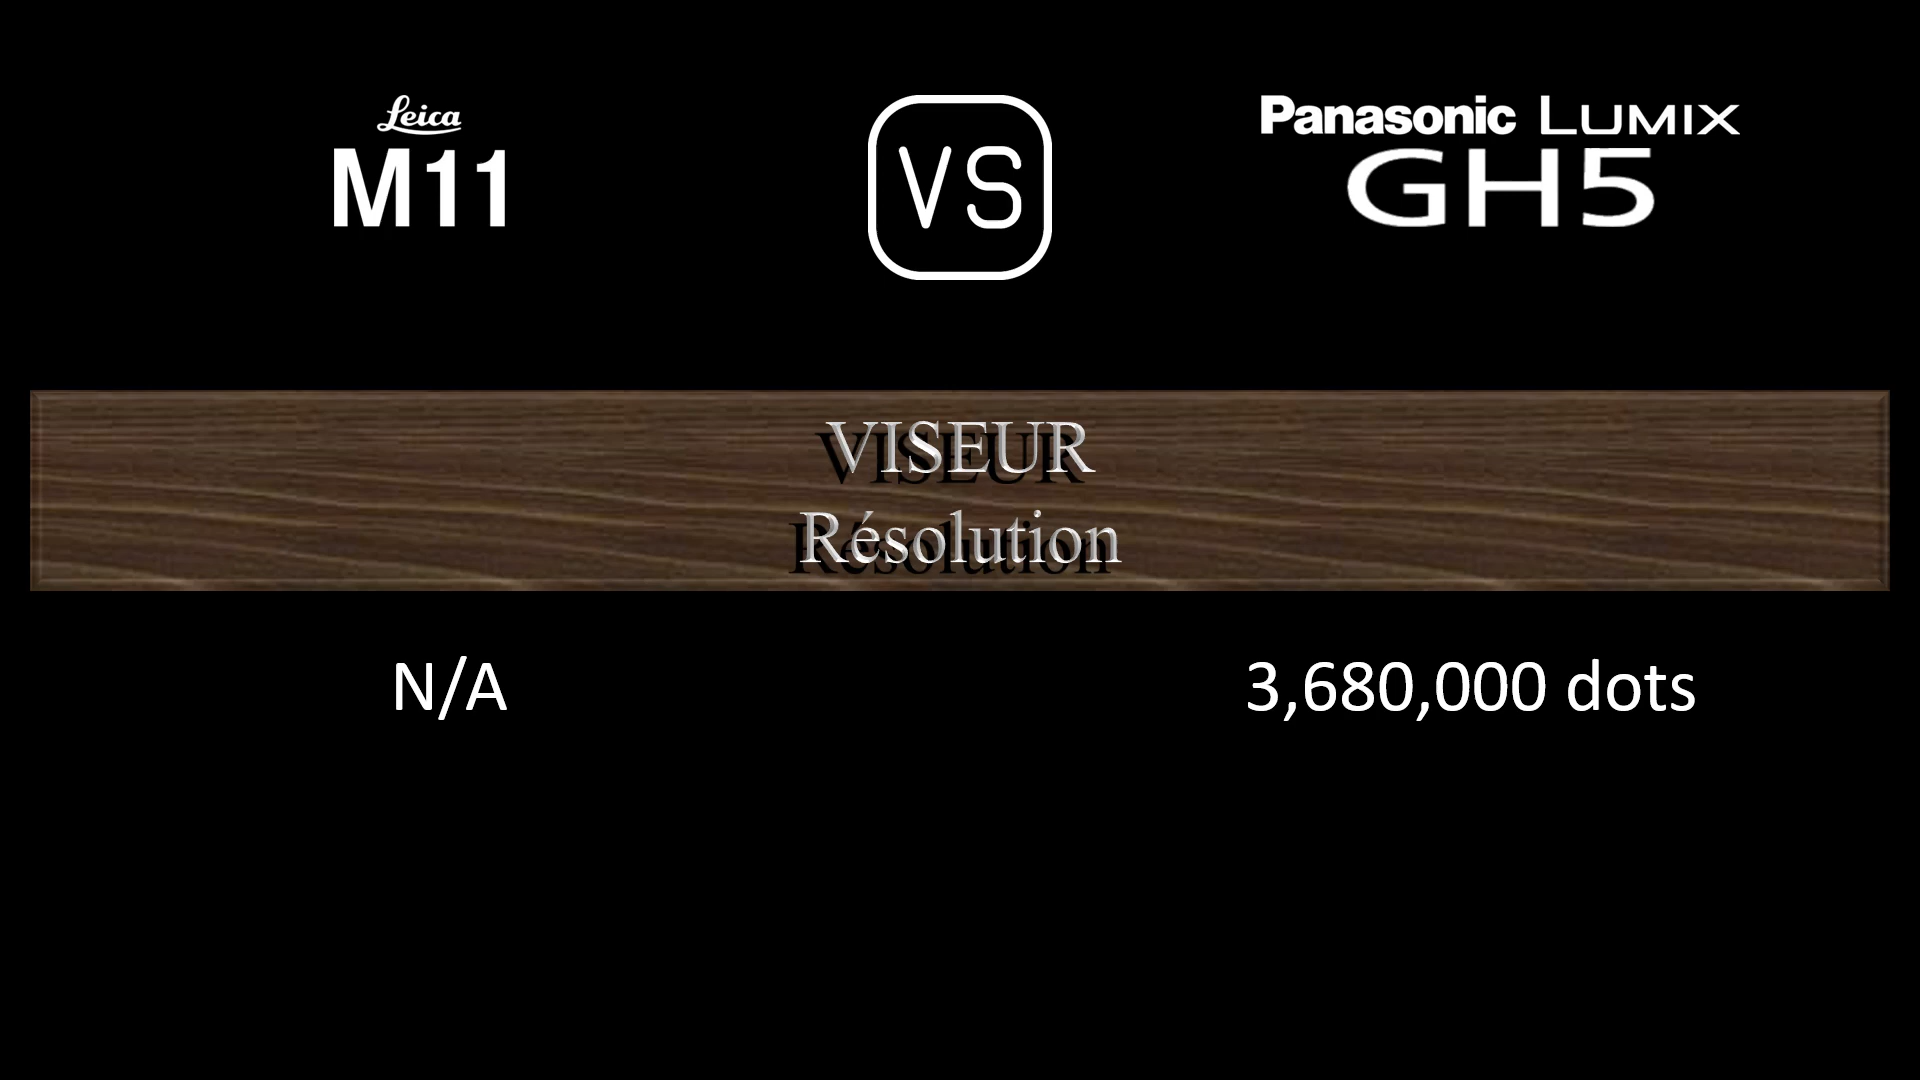 Leica
M11
VS
Panasonic LUMIX
GH5
VISEUR
Résolution
N/A
3,680,000 dots